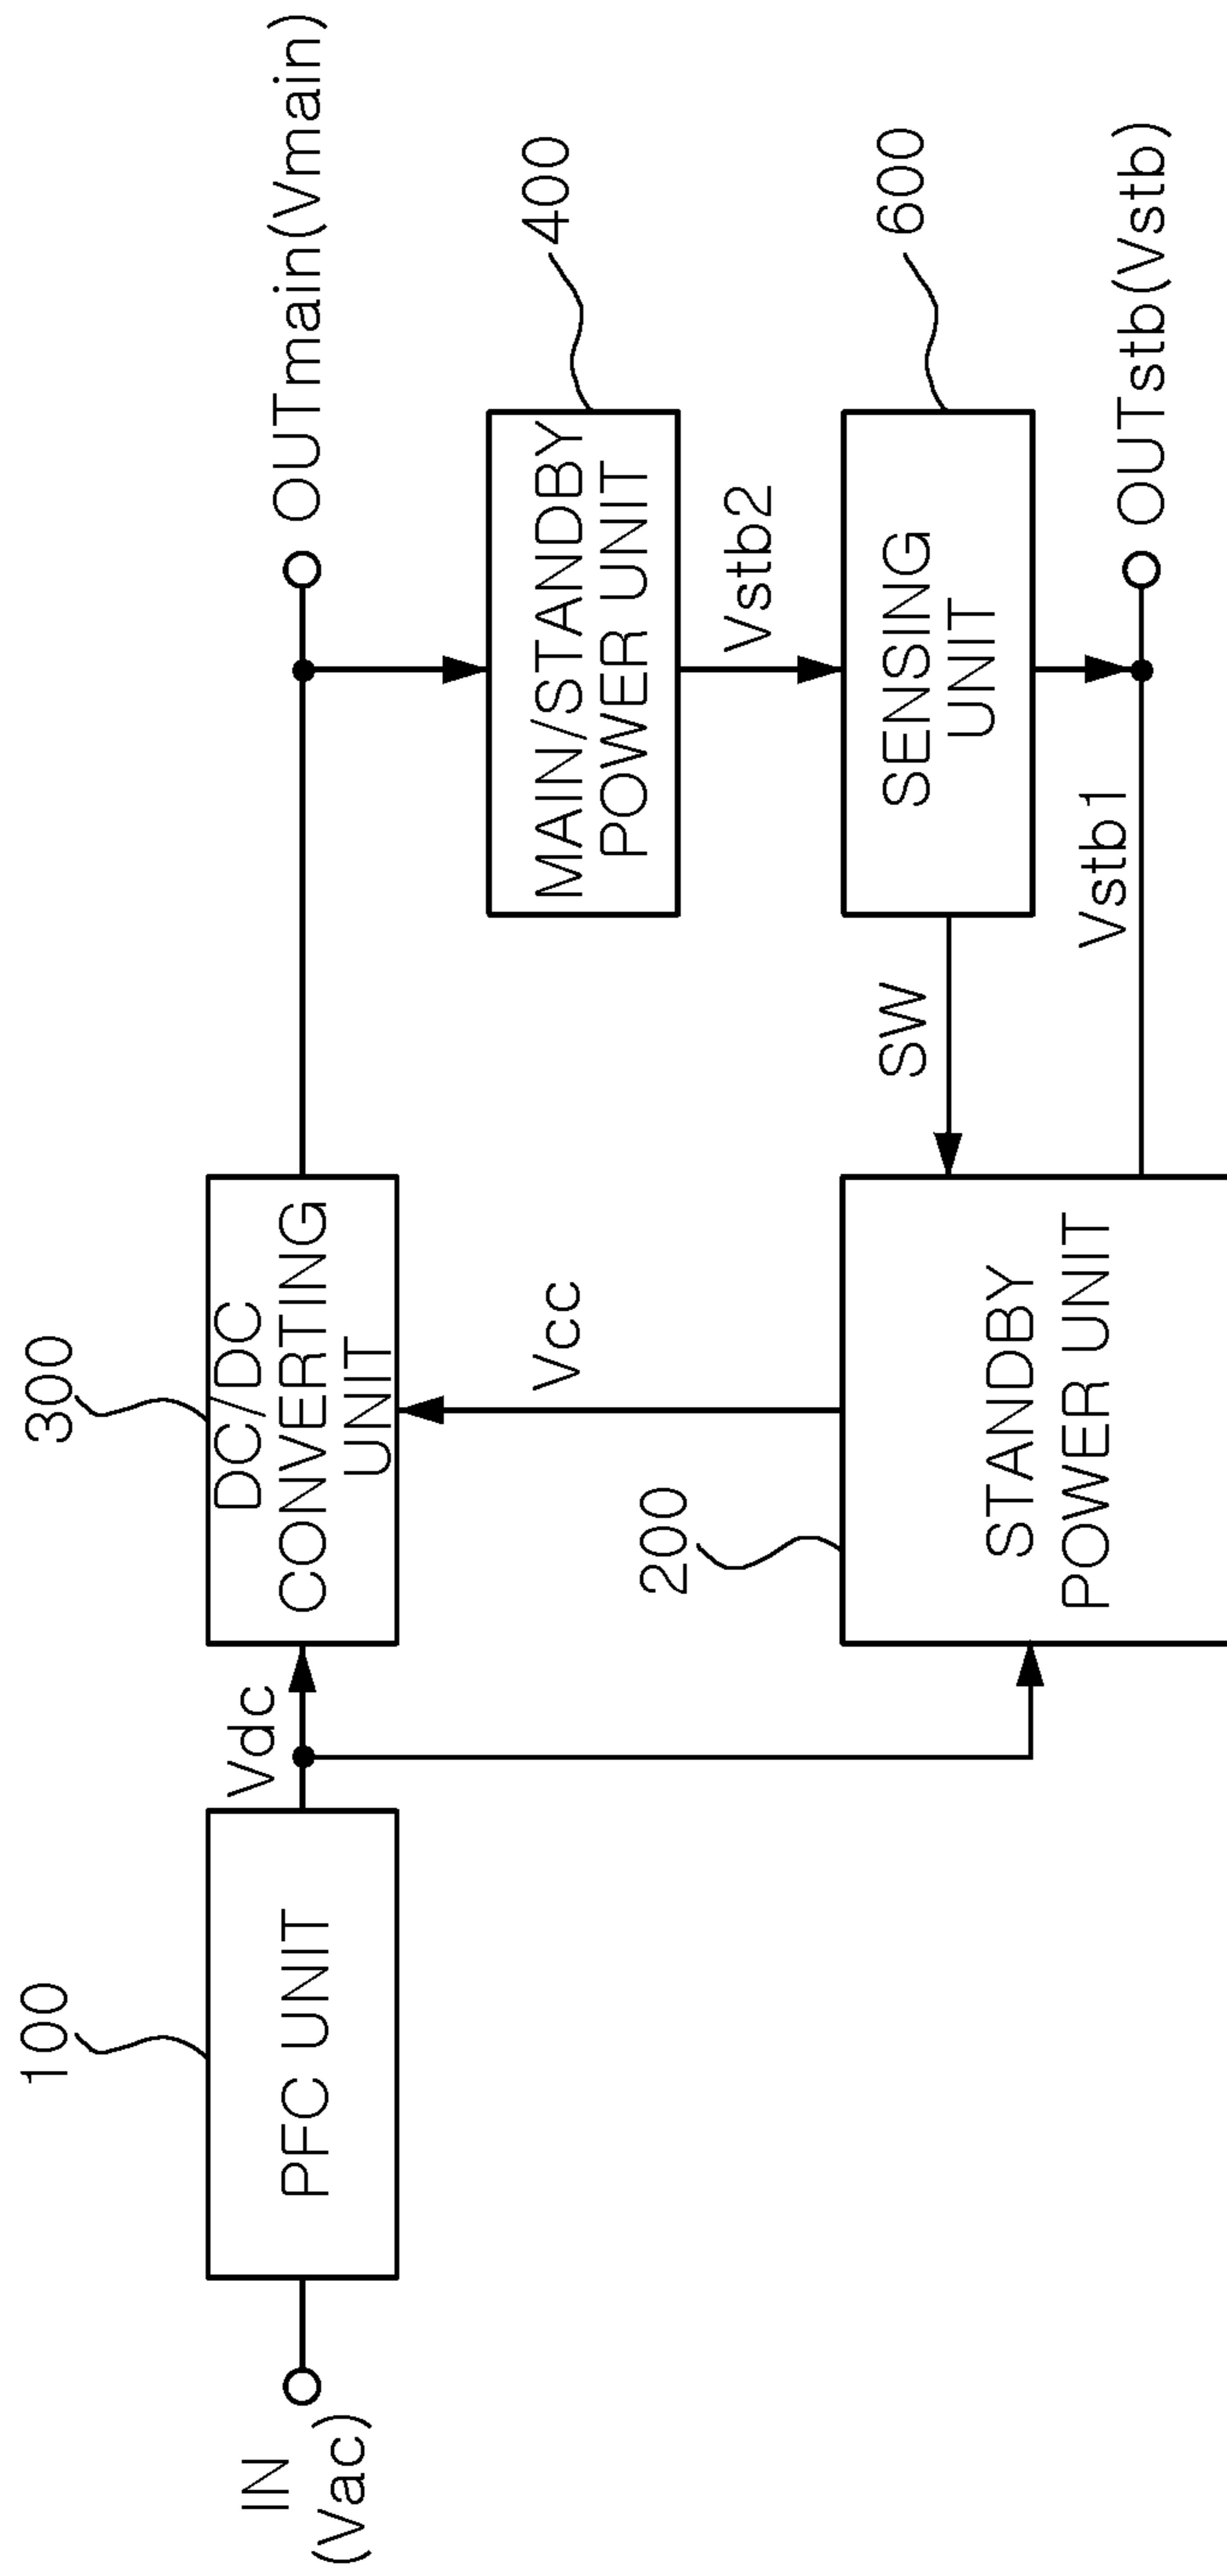 100
300
IN
(Vac)
PFC UNIT
Vdc
DC/DC
CONVERTING
UNIT
OUTmain(Vmain)
400
MAIN/STANDBY
POWER UNIT
Vcc
200
Vstb2
600
SENSING
UNIT
SW
STANDBY
POWER UNIT
Vstb1
OUTstb(Vstb)